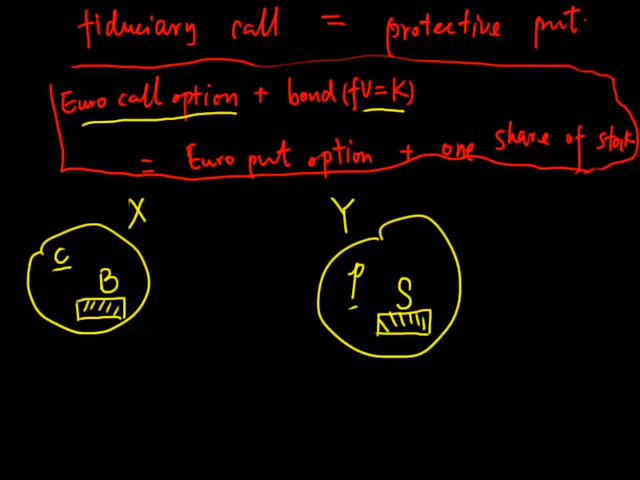 fiduciary call = protective put.
Euro call option + bond (fV = K)
= Euro put option + one share of stock
X Y
C B P S